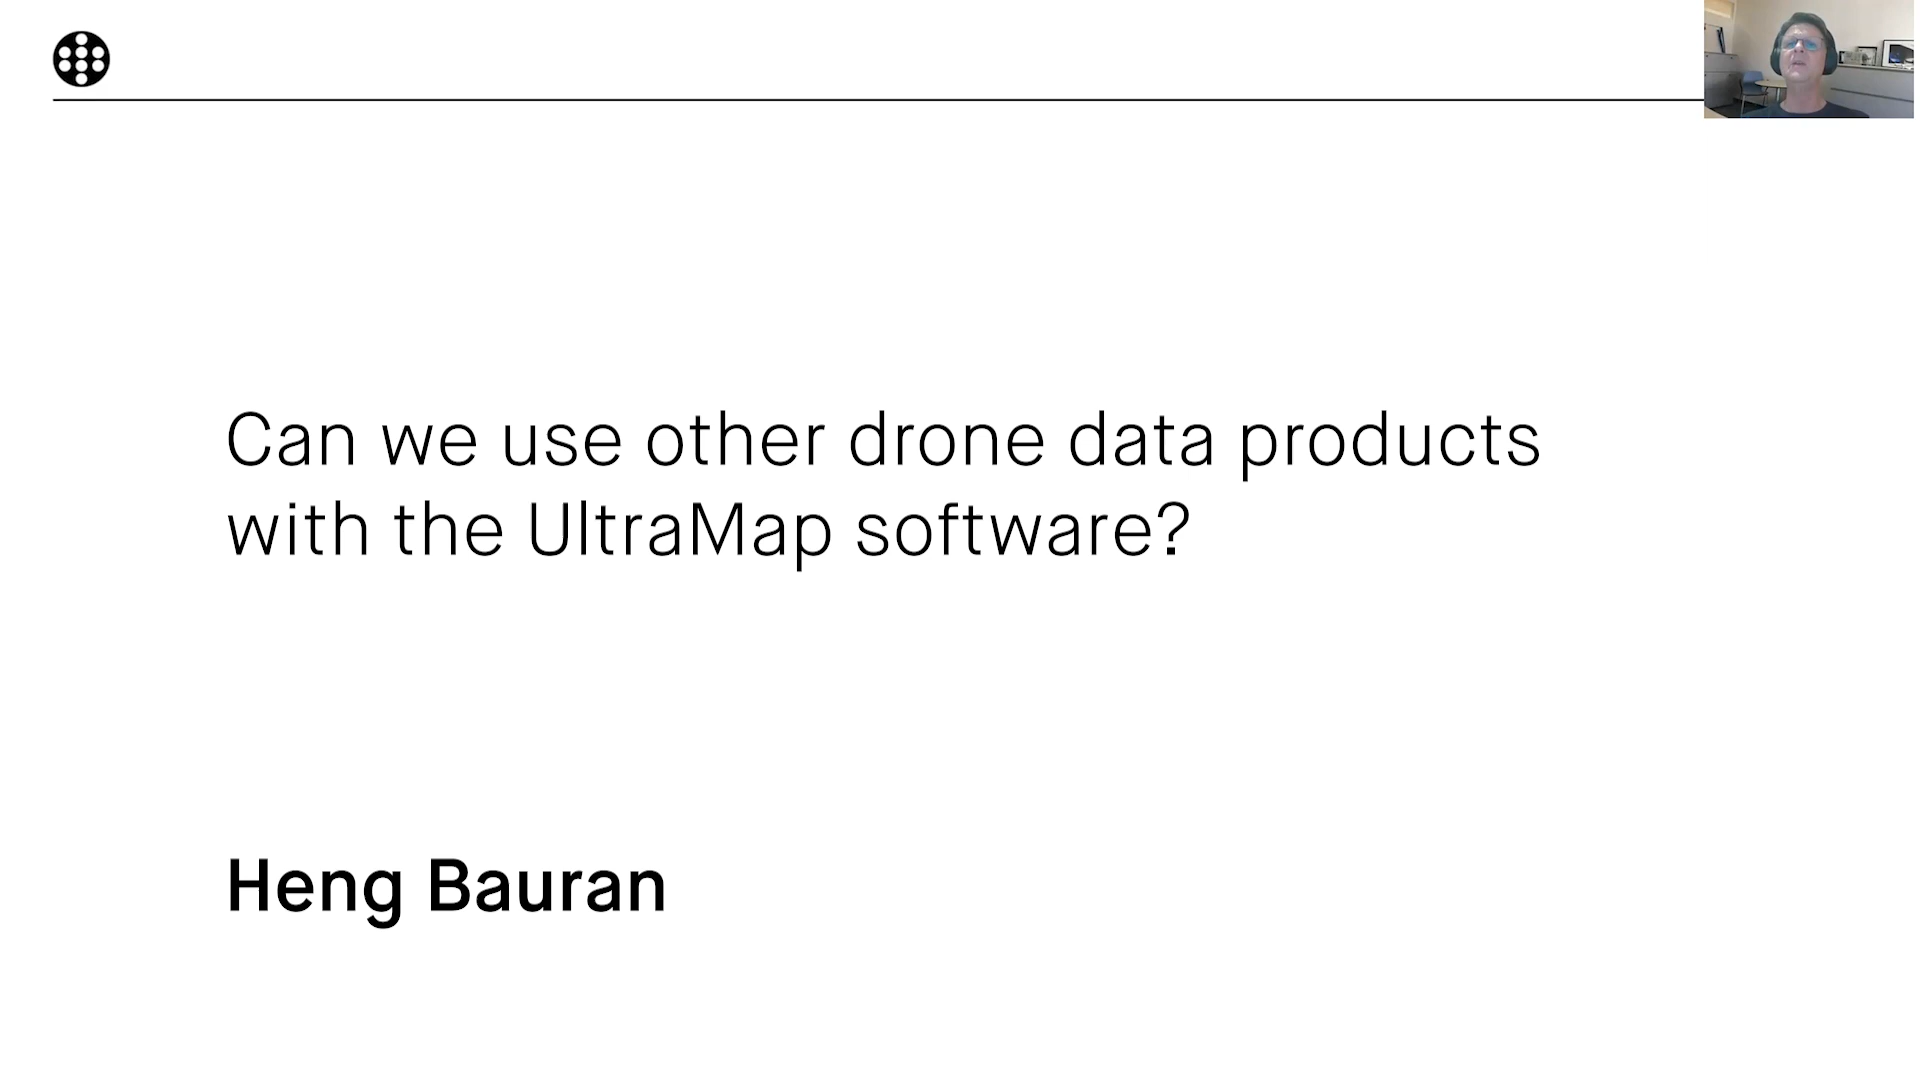 Can we use other drone data products
with the UltraMap software?
Heng Bauran